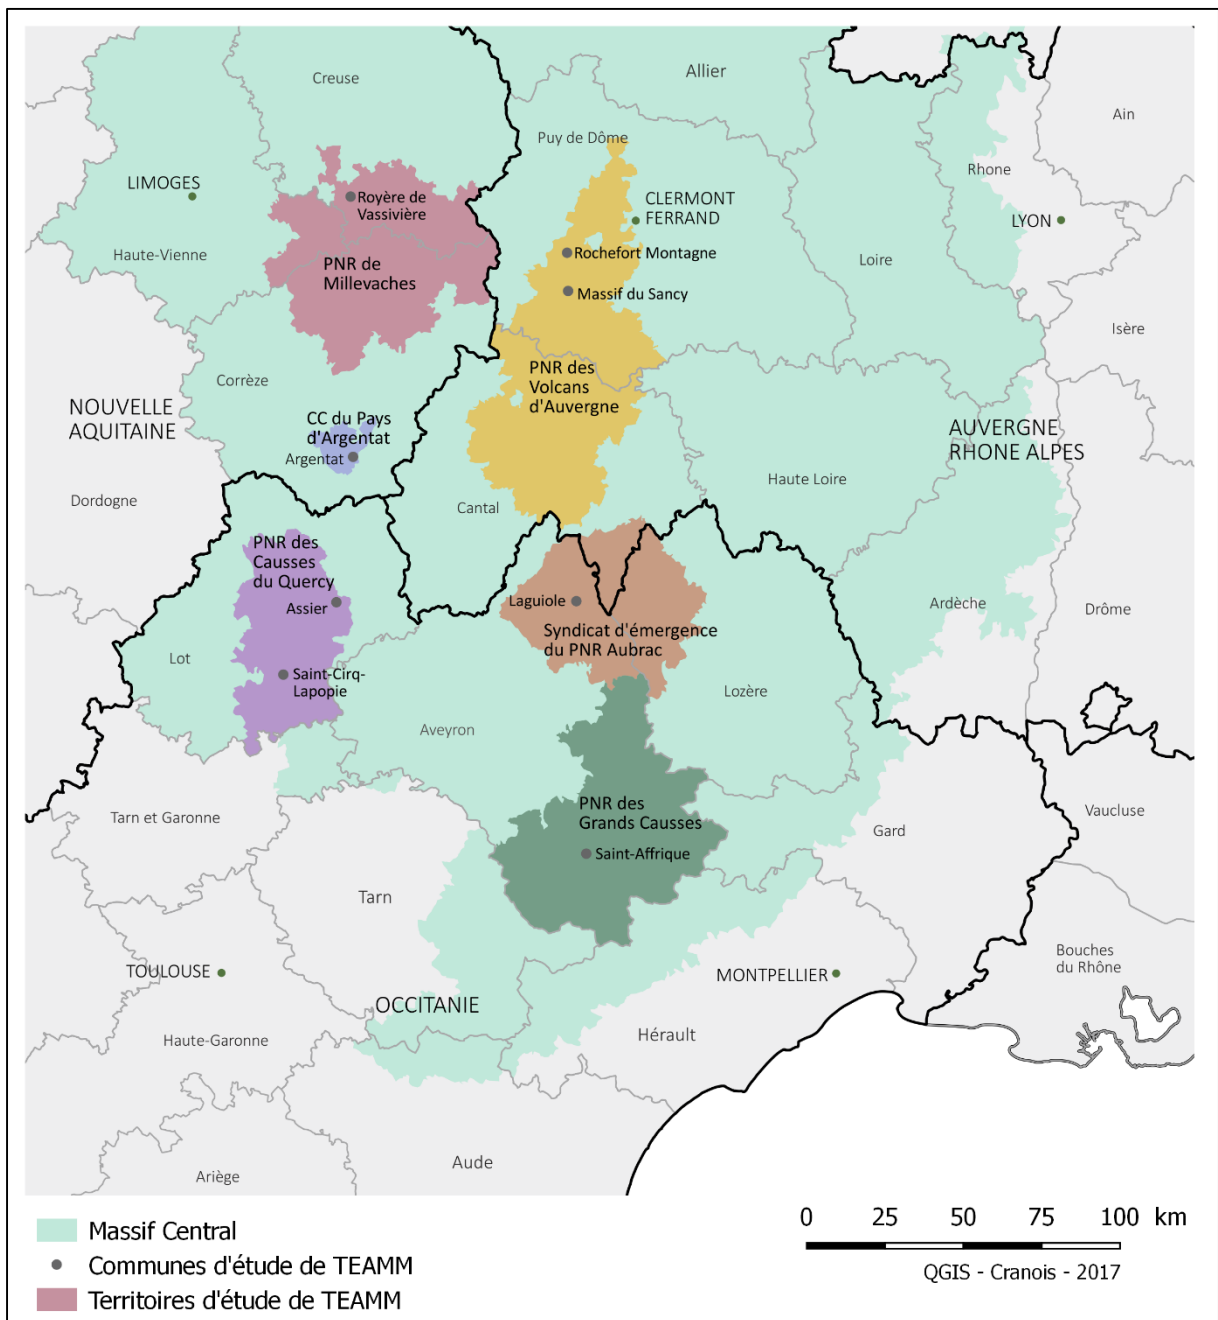 Creuse
Allier
Ain
Puy de Dôme
Rhone
LIMOGES
Royère de
Vassivière
CLERMONT
FERRAND
LYON
Haute-Vienne
PNR de
Millevaches
Rochefort Montagne
Loire
Massif du Sancy
Isère
Corrèze
PNR des
Volcans
d'Auvergne
NOUVELLE
AQUITAINE
CC du Pays
d'Argentat
Argentat
AUVERGNE
RHONE ALPES
Dordogne
Cantal
Haute Loire
PNR des
Causses
du Quercy
Assier
Laguiole
Ardèche
Drôme
Syndicat d'émergence
du PNR Aubrac
Lot
Saint-Cirq-
Lapopie
Lozère
Aveyron
Tarn et Garonne
PNR des
Grands Causses
Gard
Vaucluse
Saint-Affrique
Tarn
TOULOUSE
MONTPELLIER
Bouches
du Rhône
OCCITANIE
Haute-Garonne
Hérault
Aude
Ariège
Massif Central
Communes d'étude de TEAMM
Territoires d'étude de TEAMM
0 25 50 75 100 km
QGIS - Cranois - 2017